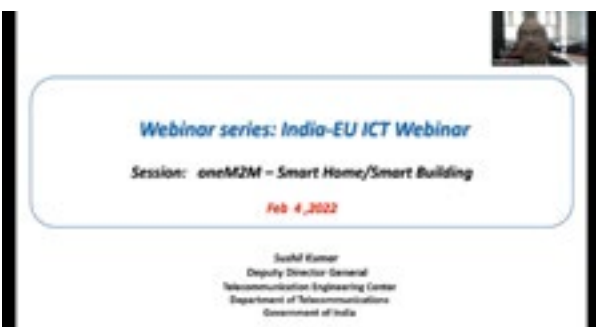 Webinar series: India-EU ICT Webinar
Session: oneM2M – Smart Home/Smart Building
Feb 4 ,2022
Sushil Kumar
Deputy Director General
Telecommunication Engineering Center
Department of Telecommunications
Government of India